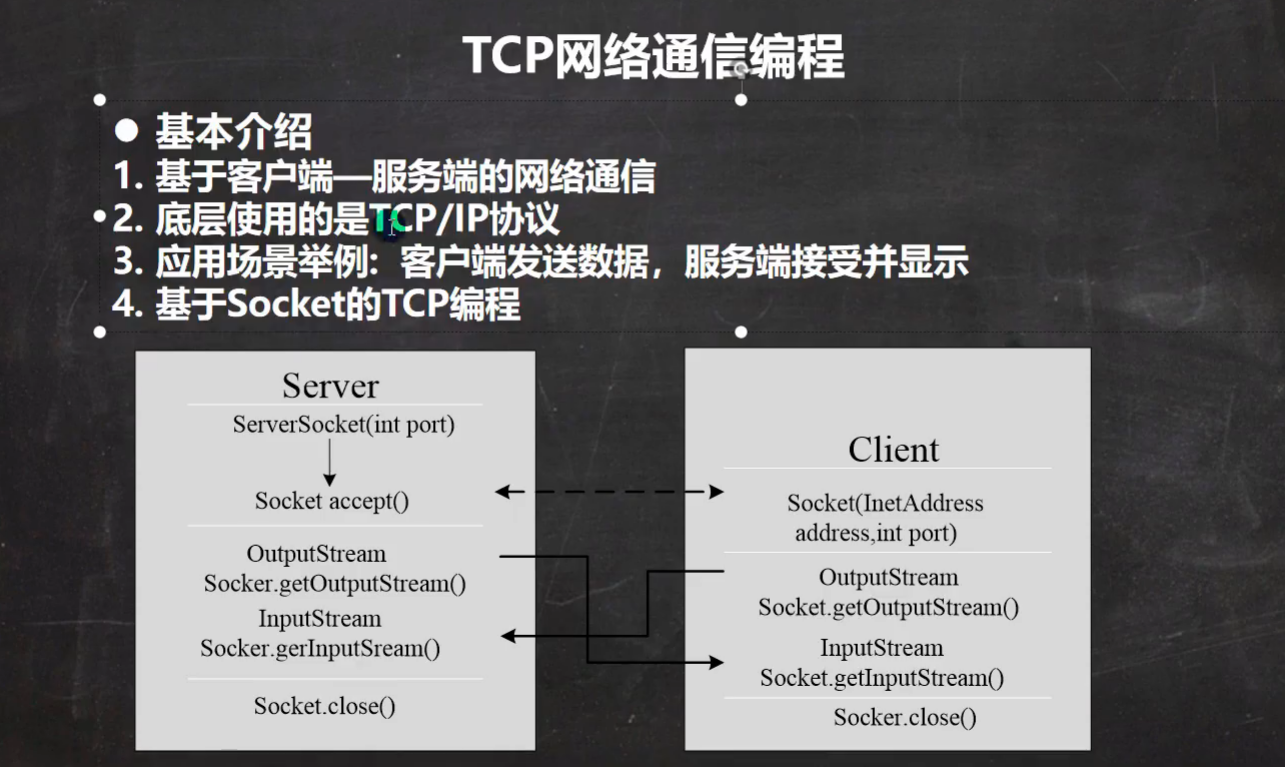 TCP网络通信编程
● 基本介绍
1. 基于客户端—服务端的网络通信
2. 底层使用的是TCP/IP协议
3. 应用场景举例：客户端发送数据，服务端接受并显示
4. 基于Socket的TCP编程
Server
ServerSocket(int port)
Socket accept()
OutputStream
Socker.getOutputStream()
InputStream
Socker.gerInputSream()
Socket.close()
Client
Socket(InetAddress
address,int port)
OutputStream
Socket.getOutputStream()
InputStream
Socket.getInputStream()
Socker.close()